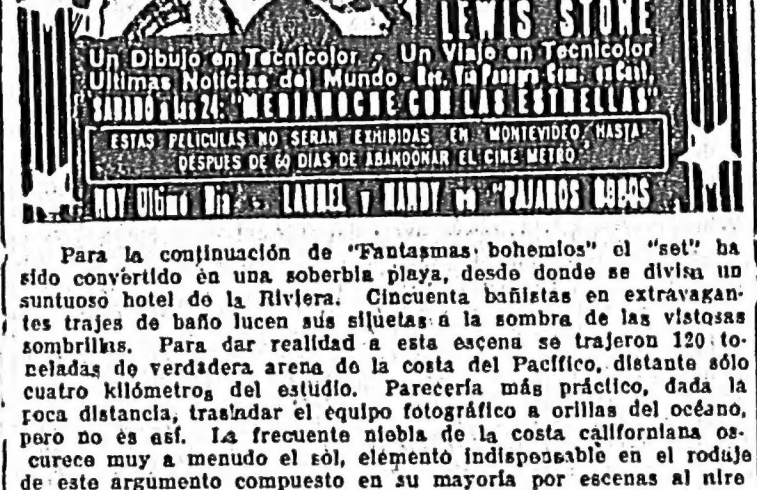 LEWIS STONE
Un Dibujo en Tecnicolor - Un Viaje en Tecnicolor
Ultimas Noticias del Mundo - Rec. Via Panagra Com. en Cast.
SABADO a las 24: "MEDIANOCHE CON LAS ESTRELLAS"
ESTAS PELICULAS NO SERAN EXHIBIDAS EN MONTEVIDEO HASTA
DESPUES DE 60 DIAS DE ABANDONAR EL CINE METRO
HOY Ultimo Dia - LAUREL y HARDY en "PAJAROS BOBOS
Para la continuación de "Fantasmas bohemios" el "set" ha
sido convertido en una soberbia playa, desde donde se divisa un
suntuoso hotel de la Riviera. Cincuenta bañistas en extravagan-
tes trajes de baño lucen sus siluetas a la sombra de las vistosas
sombrillas. Para dar realidad a esta escena se trajeron 120 to-
neladas de verdadera arena de la costa del Pacífico, distante sólo
cuatro kilómetros del estudio. Parecería más práctico, dada la
poca distancia, trasladar el equipo fotográfico a orillas del océano,
pero no es así. La frecuente niebla de la costa californiana os-
curece muy a menudo el sol, elemento indispensable en el rodaje
de este argumento compuesto en su mayoría por escenas al aire